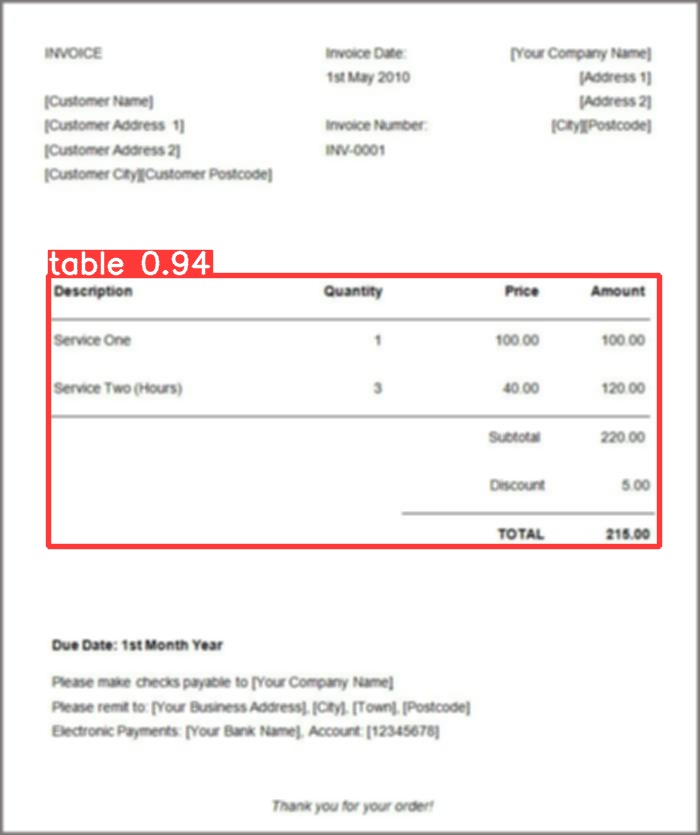 INVOICE
Invoice Date:
1st May 2010
Invoice Number:
INV-0001
[Your Company Name]
[Address 1]
[Address 2]
[City][Postcode]
[Customer Name]
[Customer Address 1]
[Customer Address 2]
[Customer City][Customer Postcode]
table 0.94
Description Quantity Price Amount
Service One 1 100.00 100.00
Service Two (Hours) 3 40.00 120.00
Subtotal 220.00
Discount 5.00
TOTAL 215.00
Due Date: 1st Month Year
Please make checks payable to [Your Company Name]
Please remit to: [Your Business Address], [City], [Town], [Postcode]
Electronic Payments: [Your Bank Name], Account: [12345678]
Thank you for your order!